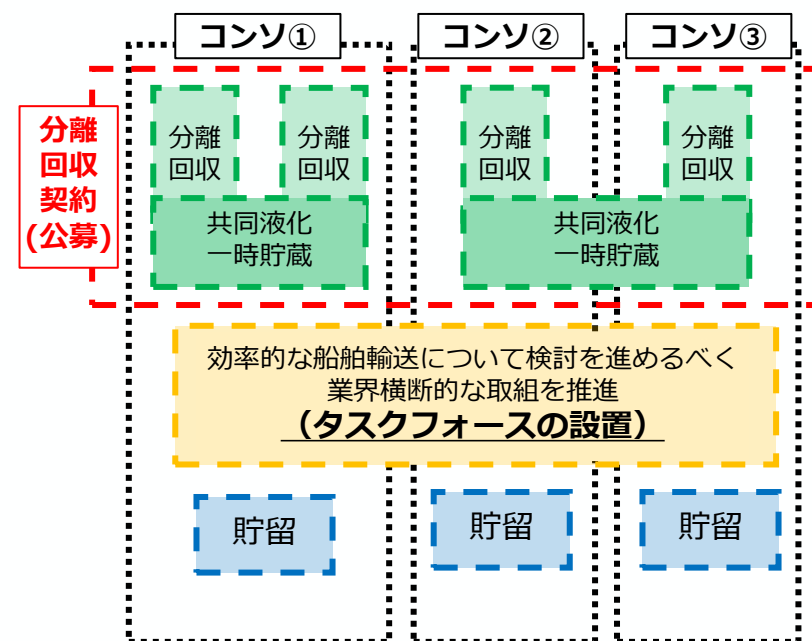 コンソ①
コンソ②
コンソ③
分離
回収
契約
(公募)
分離
回収
分離
回収
分離
回収
分離
回収
共同液化
一時貯蔵
共同液化
一時貯蔵
効率的な船舶輸送について検討を進めるべく
業界横断的な取組を推進
（タスクフォースの設置）
貯留
貯留
貯留